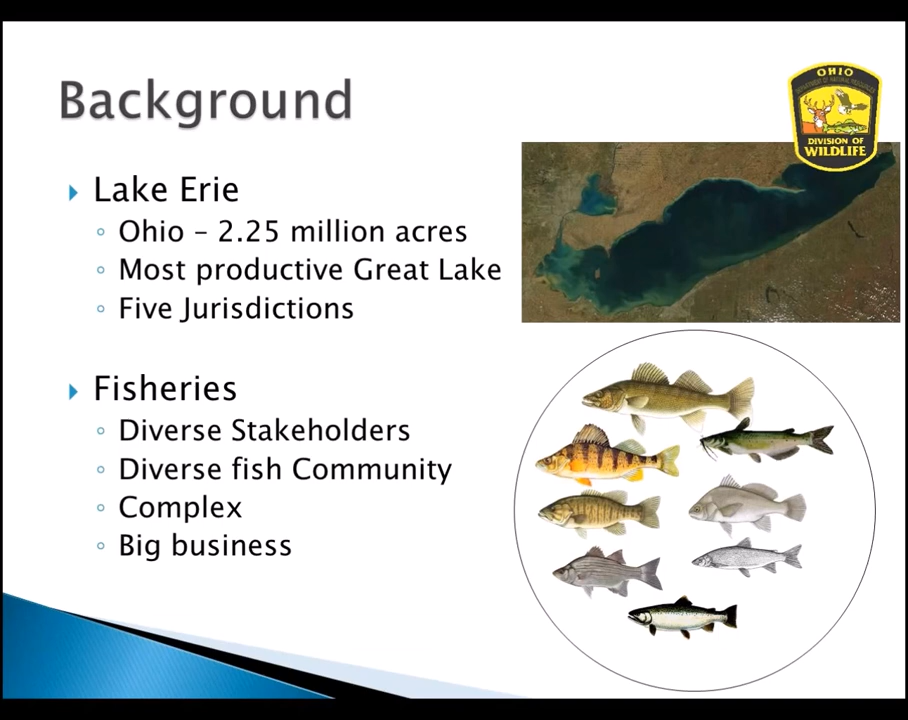 Background
OHIO
DIVISION OF
WILDLIFE
Lake Erie
Ohio – 2.25 million acres
Most productive Great Lake
Five Jurisdictions
Fisheries
Diverse Stakeholders
Diverse fish Community
Complex
Big business